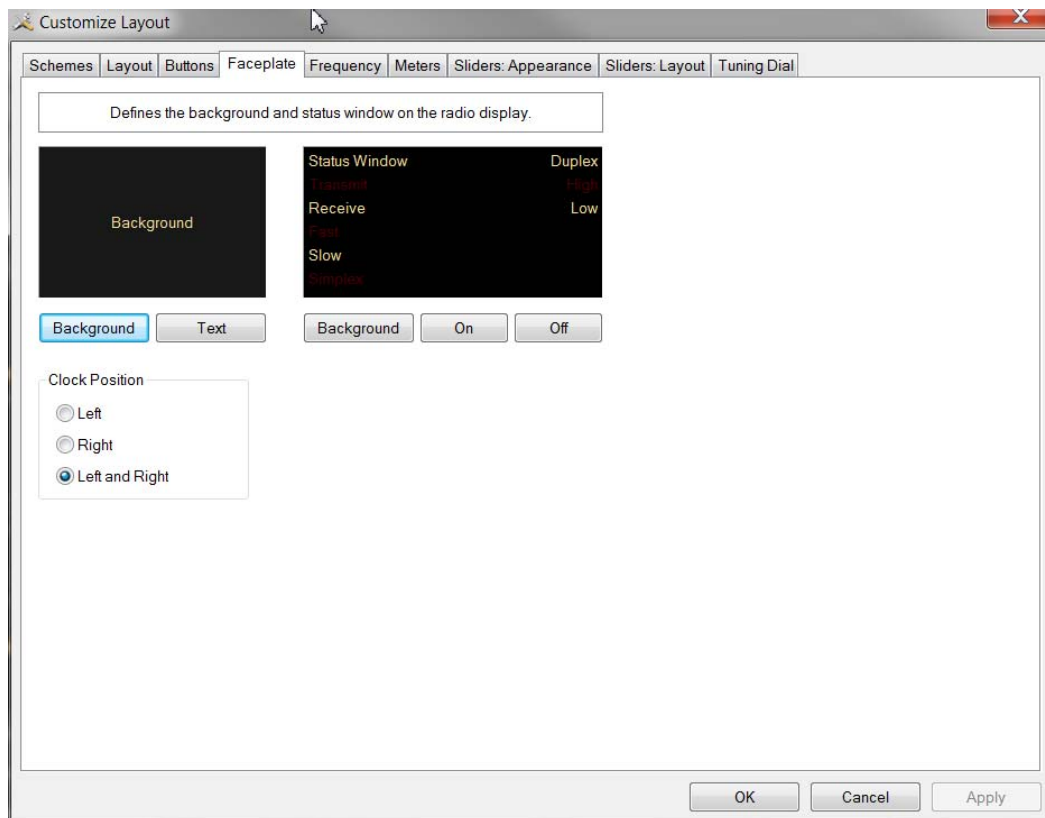 Customize Layout
X
Schemes Layout Buttons Faceplate Frequency Meters Sliders: Appearance Sliders: Layout Tuning Dial
Defines the background and status window on the radio display.
Background
Status Window Duplex
Transmit High
Receive Low
Fast
Slow
Simplex
Background Text Background On Off
Clock Position
Left
Right
Left and Right
OK Cancel Apply